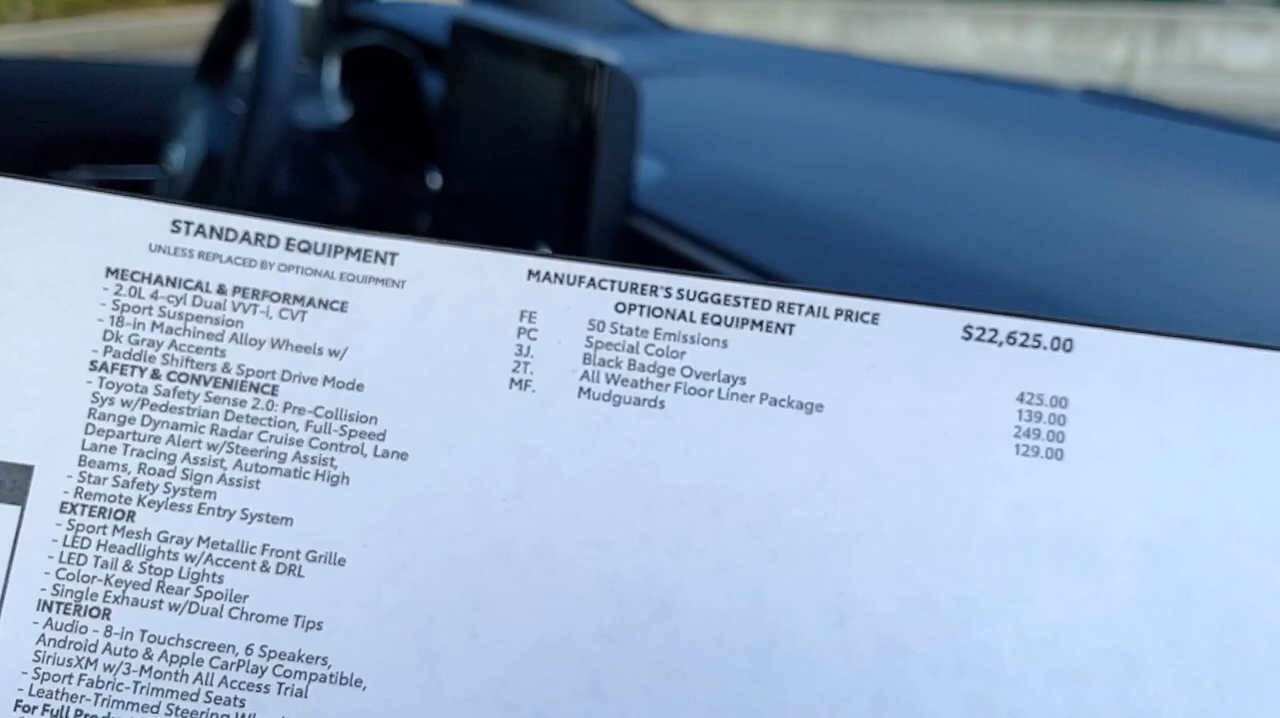 STANDARD EQUIPMENT
UNLESS REPLACED BY OPTIONAL EQUIPMENT
MECHANICAL & PERFORMANCE
- 2.0L 4-cyl Dual VVT-i, CVT
- Sport Suspension
- 18-in Machined Alloy Wheels w/
Dk Gray Accents
- Paddle Shifters & Sport Drive Mode
SAFETY & CONVENIENCE
- Toyota Safety Sense 2.0: Pre-Collision
Sys w/Pedestrian Detection, Full-Speed
Range Dynamic Radar Cruise Control, Lane
Departure Alert w/Steering Assist,
Lane Tracing Assist, Automatic High
Beams, Road Sign Assist
- Star Safety System
- Remote Keyless Entry System
EXTERIOR
- Sport Mesh Gray Metallic Front Grille
- LED Headlights w/Accent & DRL
- LED Tail & Stop Lights
- Color-Keyed Rear Spoiler
- Single Exhaust w/Dual Chrome Tips
INTERIOR
- Audio - 8-in Touchscreen, 6 Speakers,
Android Auto & Apple CarPlay Compatible,
SiriusXM w/3-Month All Access Trial
- Sport Fabric-Trimmed Seats
- Leather-Trimmed Steering
For Full
MANUFACTURER'S SUGGESTED RETAIL PRICE $22,625.00
OPTIONAL EQUIPMENT
FE 50 State Emissions
PC Special Color 425.00
3J. Black Badge Overlays 139.00
2T. All Weather Floor Liner Package 249.00
MF. Mudguards 129.00